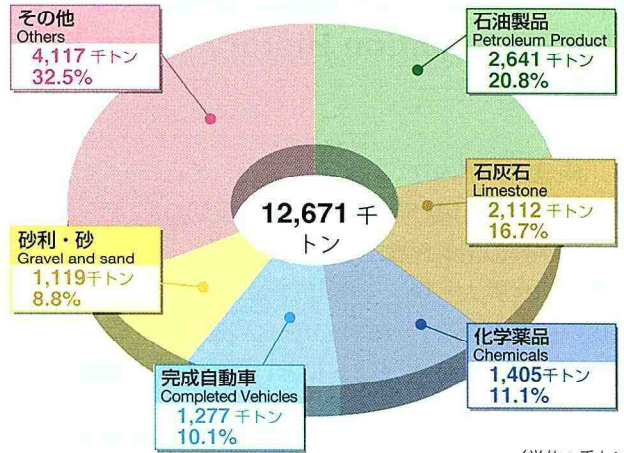 その他
Others
4,117 千トン
32.5%
石油製品
Petroleum Product
2,641 千トン
20.8%
石灰石
Limestone
2,112 千トン
16.7%
12,671 千
トン
砂利・砂
Gravel and sand
1,119千トン
8.8%
化学薬品
Chemicals
1,405千トン
11.1%
完成自動車
Completed Vehicles
1,277 千トン
10.1%